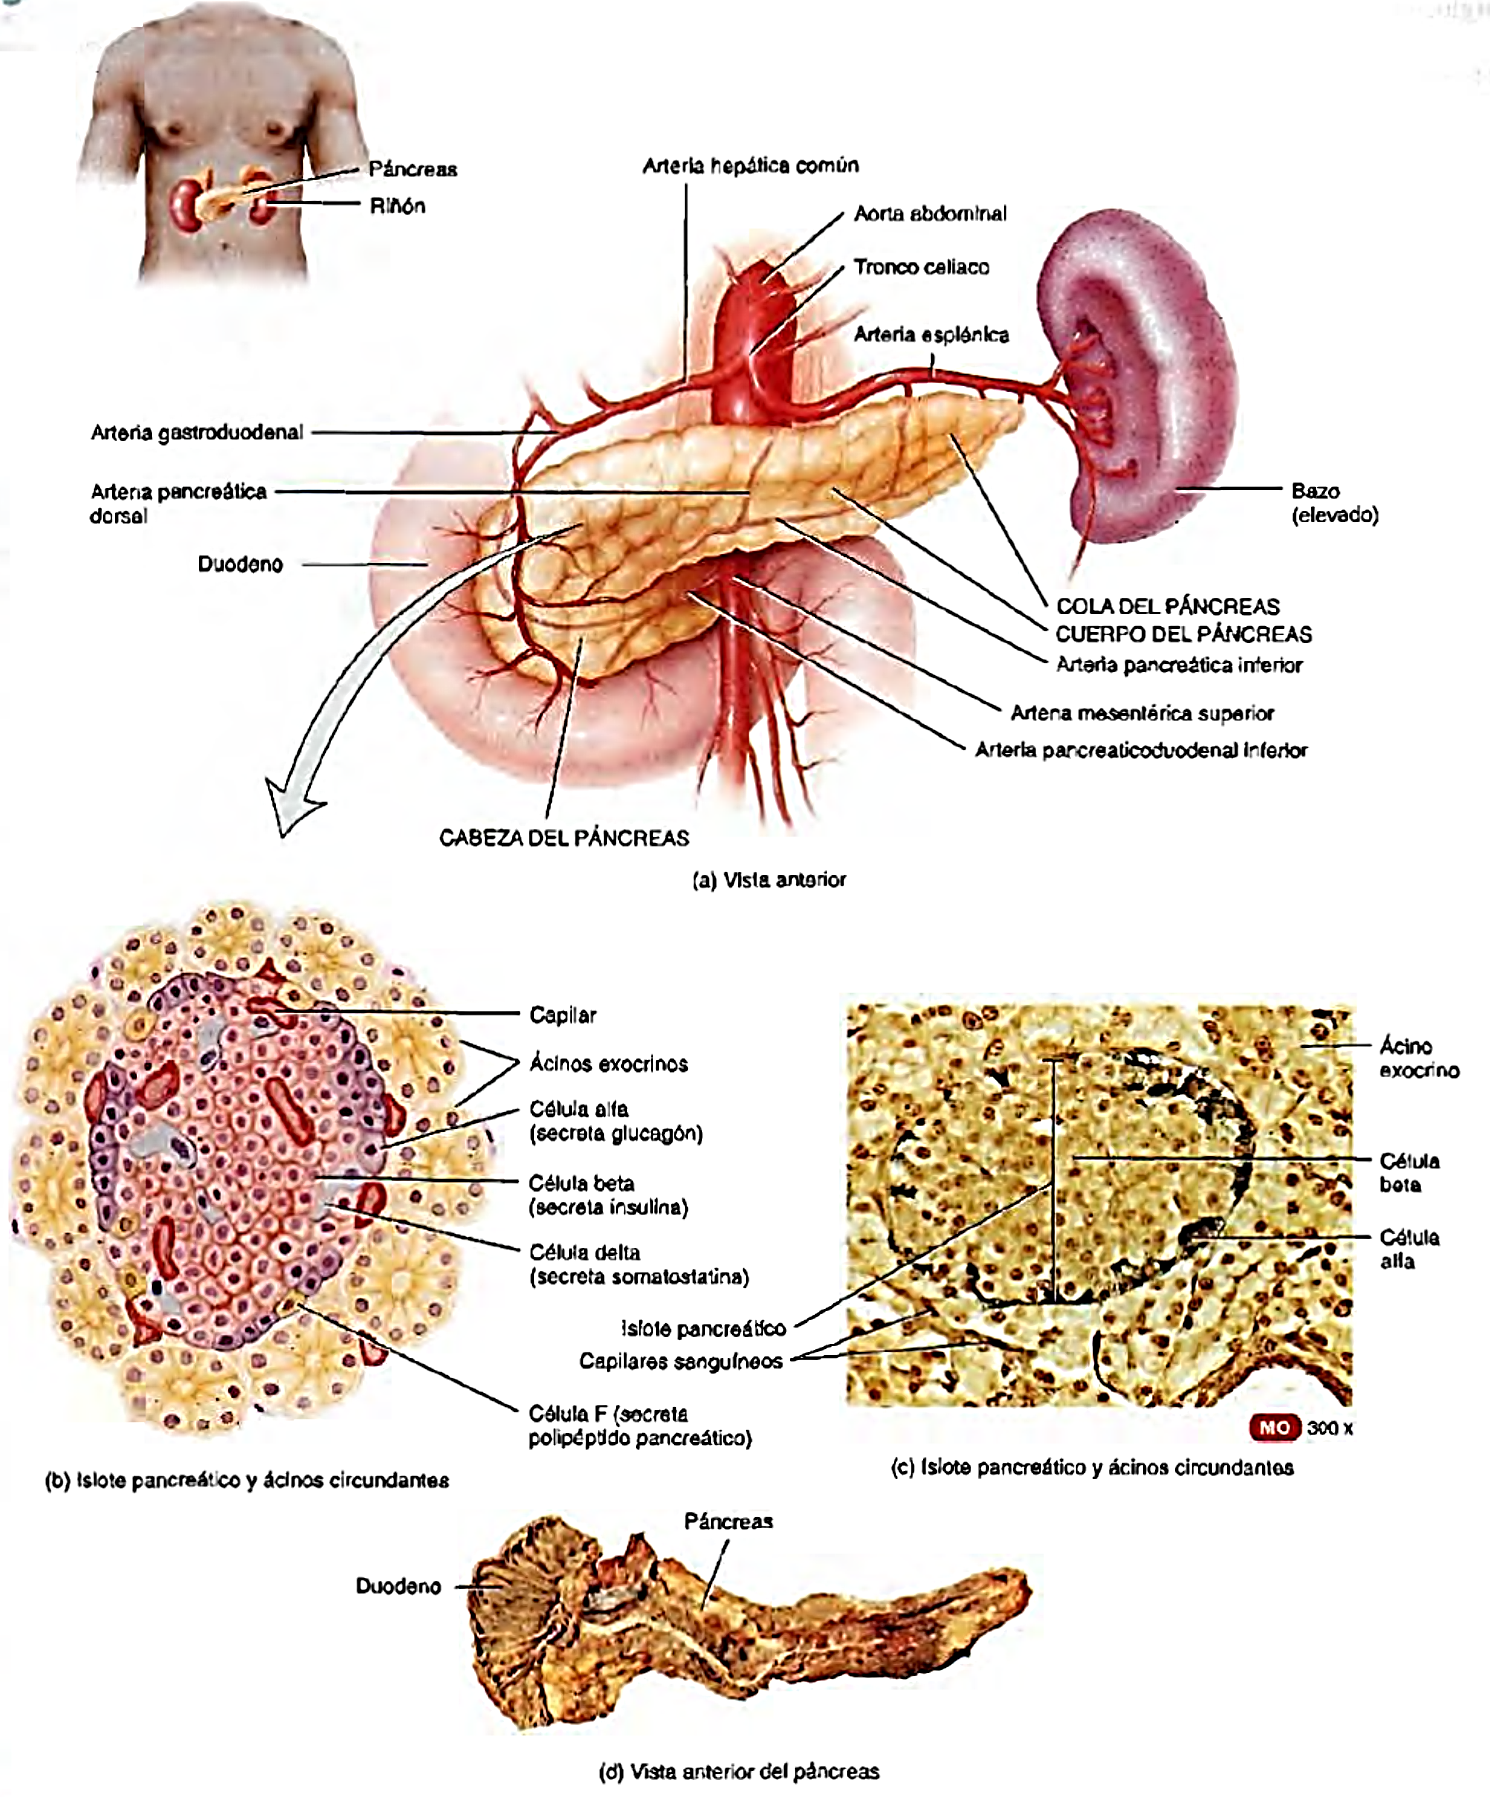 Páncreas
Riñón
Arteria hepática común
Aorta abdominal
Tronco celiaco
Arteria esplénica
Arteria gastroduodenal
Arteria pancreática
dorsal
Duodeno
Bazo
(elevado)
COLA DEL PÁNCREAS
CUERPO DEL PÁNCREAS
Arteria pancreática inferior
Arteria mesentérica superior
Arteria pancreaticoduodenal inferior
CABEZA DEL PÁNCREAS
(a) Vista anterior
Capilar
Ácinos exocrinos
Célula alfa
(secreta glucagón)
Célula beta
(secreta insulina)
Célula delta
(secreta somatostatina)
Islote pancreático
Capilares sanguíneos
Célula F (secreta
polipéptido pancreático)
(b) Islote pancreático y ácinos circundantes
Ácino
exocrino
Célula
beta
Célula
alfa
MO 300 x
(c) Islote pancreático y ácinos circundantes
Páncreas
Duodeno
(d) Vista anterior del páncreas